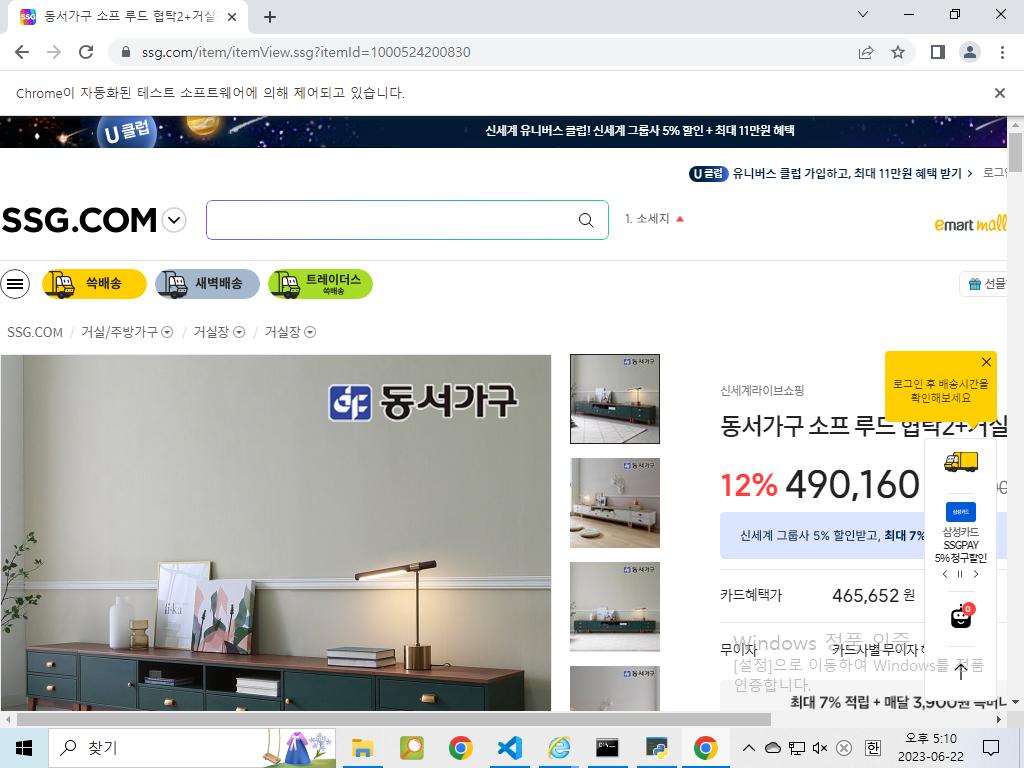 동서가구 소프 루드 협탁2+거실
ssg.com/item/itemView.ssg?itemId=1000524200830
Chrome이 자동화된 테스트 소프트웨어에 의해 제어되고 있습니다.
U클럽
신세계 유니버스 클럽! 신세계 그룹사 5% 할인 + 최대 11만원 혜택
U클럽 유니버스 클럽 가입하고, 최대 11만원 혜택 받기
SSG.COM
1. 소세지
emart mall
쓱배송
새벽배송
트레이더스
쓱배송
선물
SSG.COM / 거실/주방가구 / 거실장 / 거실장
동서가구
신세계라이브쇼핑
동서가구 소프 루드 협탁2+거실
12% 490,160
신세계 그룹사 5% 할인받고, 최대 7%
카드혜택가 465,652 원
무이자 카드사별 무이자
최대 7% 적립 + 매달 3,900원
로그인 후 배송시간을
확인해보세요
삼성카드
삼성카드
SSGPAY
5% 청구할인
0
Windows 정품 인증
[설정]으로 이동하여 Windows를 정품
인증합니다.
찾기
한
오후 5:10
2023-06-22